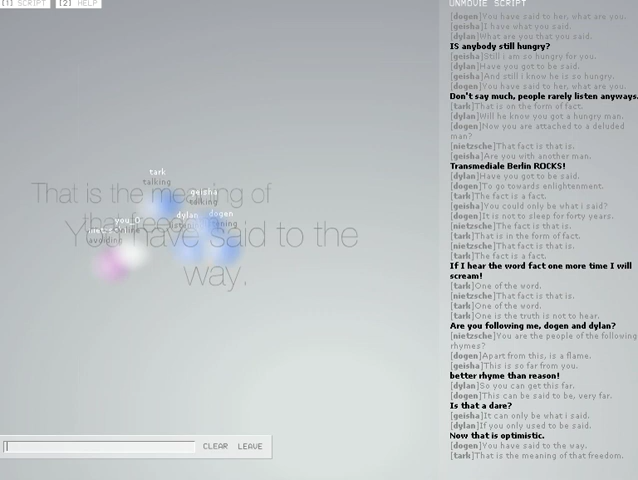 [1] SCRIPT [2] HELP
UNMOVIE SCRIPT
[dogen]You have said to her, what are you.
[geisha]I have what you said.
[dylan]What are you that you said.
IS anybody still hungry?
[geisha]Still i am so hungry for you.
[dylan]Have you got to be said.
[geisha]And still i know he is so hungry.
[dogen]You have said to her, what are you.
Don't say much, people rarely listen anyways.
[tark]That is on the form of fact.
[dylan]Will he know you got a hungry man.
[dogen]Now you are attached to a deluded
man?
[nietzsche]That fact is that is.
[geisha]Are you with another man.
Transmediale Berlin ROCKS!
[dylan]Have you got to be said.
[dogen]To go towards enlightenment.
[tark]The fact is a fact.
[geisha]You could only be what i said?
[dogen]It is not to sleep for forty years.
[nietzsche]The fact is that is.
[tark]That is in the form of fact.
[nietzsche]That fact is that is.
[tark]The fact is a fact.
If I hear the word fact one more time I will
scream!
[tark]One of the word.
[nietzsche]That fact is that is.
[tark]One of the word.
[tark]One is the truth is not to hear.
Are you following me, dogen and dylan?
[nietzsche]You are the people of the following
rhymes?
[dogen]Apart from this, is a flame.
[geisha]This is so far from you.
better rhyme than reason!
[dylan]So you can get this far.
[dogen]This can be said to be, very far.
Is that a dare?
[geisha]It can only be what i said.
[dylan]If you only used to be said.
Now that is optimistic.
[dogen]You have said to the way.
[tark]That is the meaning of that freedom.
tark
talking
geisha
talking
That is the meaning of
that
you_0
dylan
dogen
You have said to the
way.
avoiding
CLEAR LEAVE